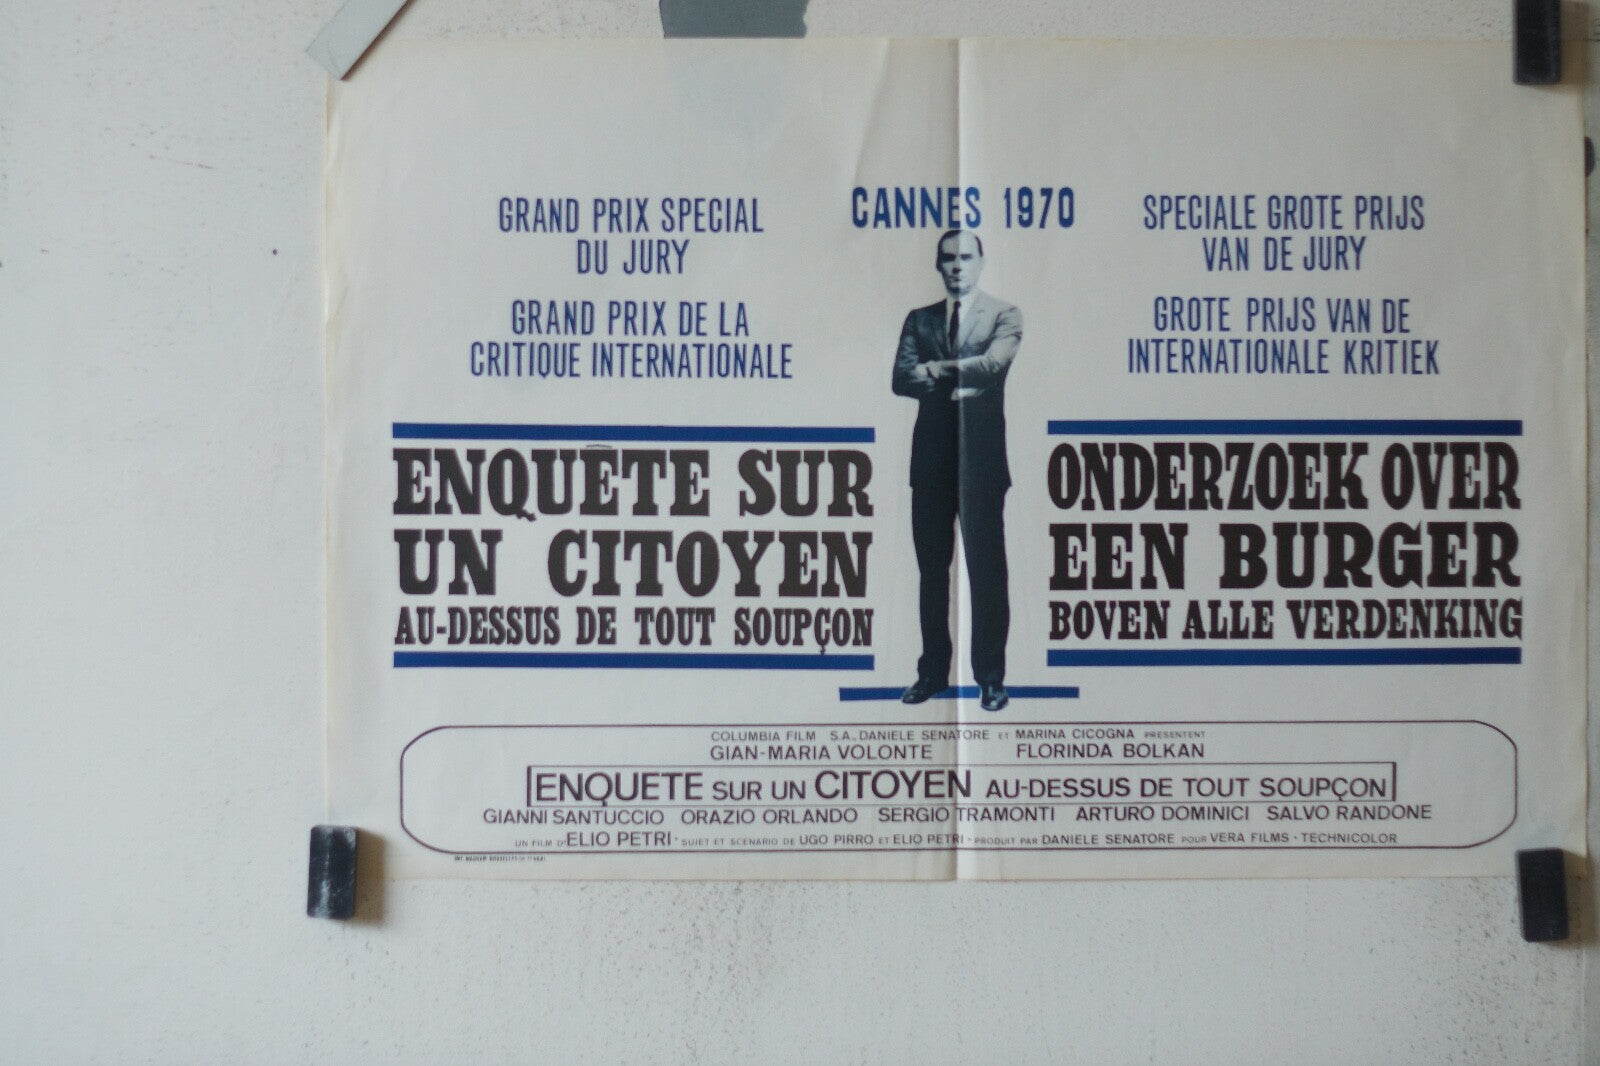 CANNES 1970
GRAND PRIX SPECIAL
DU JURY
GRAND PRIX DE LA
CRITIQUE INTERNATIONALE
SPECIALE GROTE PRIJS
VAN DE JURY
GROTE PRIJS VAN DE
INTERNATIONALE KRITIEK
ENQUÊTE SUR
UN CITOYEN
AU-DESSUS DE TOUT SOUPÇON
ONDERZOEK OVER
EEN BURGER
BOVEN ALLE VERDENKING
COLUMBIA FILM S.A., DANIELE SENATORE ET MARINA CICOGNA PRESENTENT
GIAN-MARIA VOLONTE FLORINDA BOLKAN
ENQUETE SUR UN CITOYEN AU-DESSUS DE TOUT SOUPÇON
GIANNI SANTUCCIO ORAZIO ORLANDO SERGIO TRAMONTI ARTURO DOMINICI SALVO RANDONE
UN FILM D'ELIO PETRI · SUJET ET SCENARIO DE UGO PIRRO ET ELIO PETRI · PRODUIT PAR DANIELE SENATORE POUR VERA FILMS · TECHNICOLOR